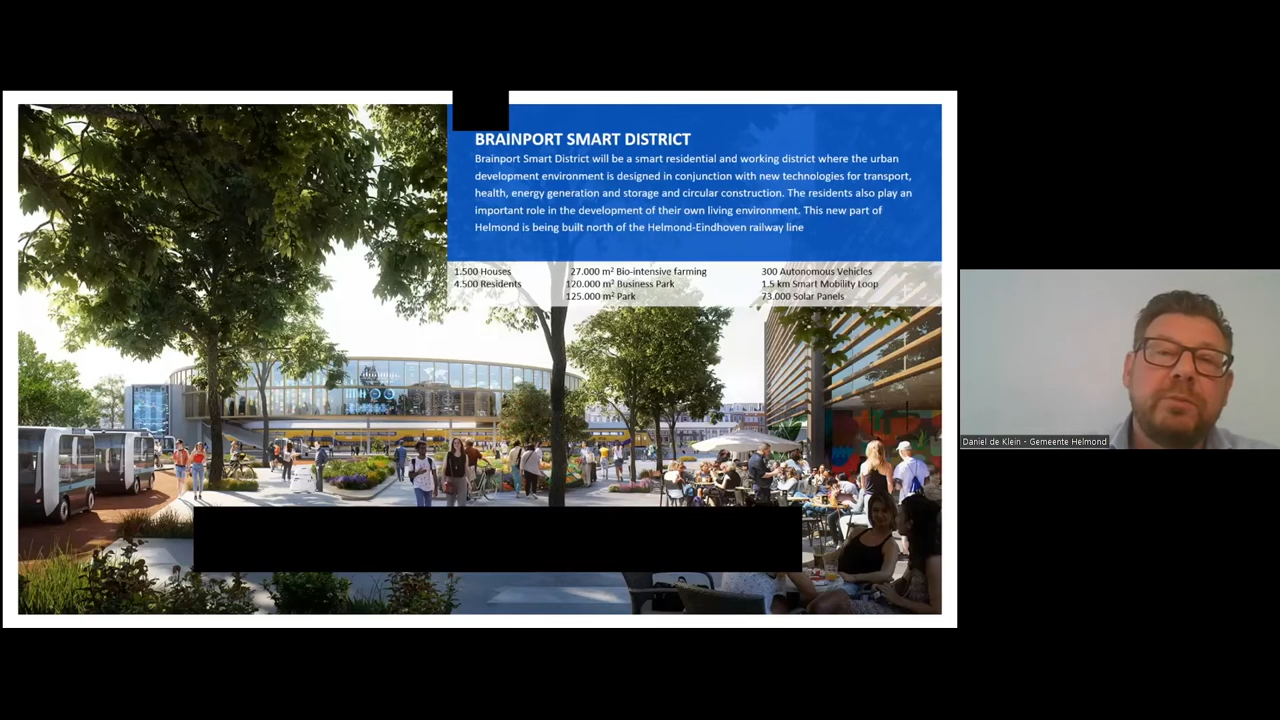 BRAINPORT SMART DISTRICT
Brainport Smart District will be a smart residential and working district where the urban
development environment is designed in conjunction with new technologies for transport,
health, energy generation and storage and circular construction. The residents also play an
important role in the development of their own living environment. This new part of
Helmond is being built north of the Helmond-Eindhoven railway line
1.500 Houses
4.500 Residents
27.000 m² Bio-intensive farming
120.000 m² Business Park
125.000 m² Park
300 Autonomous Vehicles
1.5 km Smart Mobility Loop
73.000 Solar Panels
Daniel de Klein - Gemeente Helmond